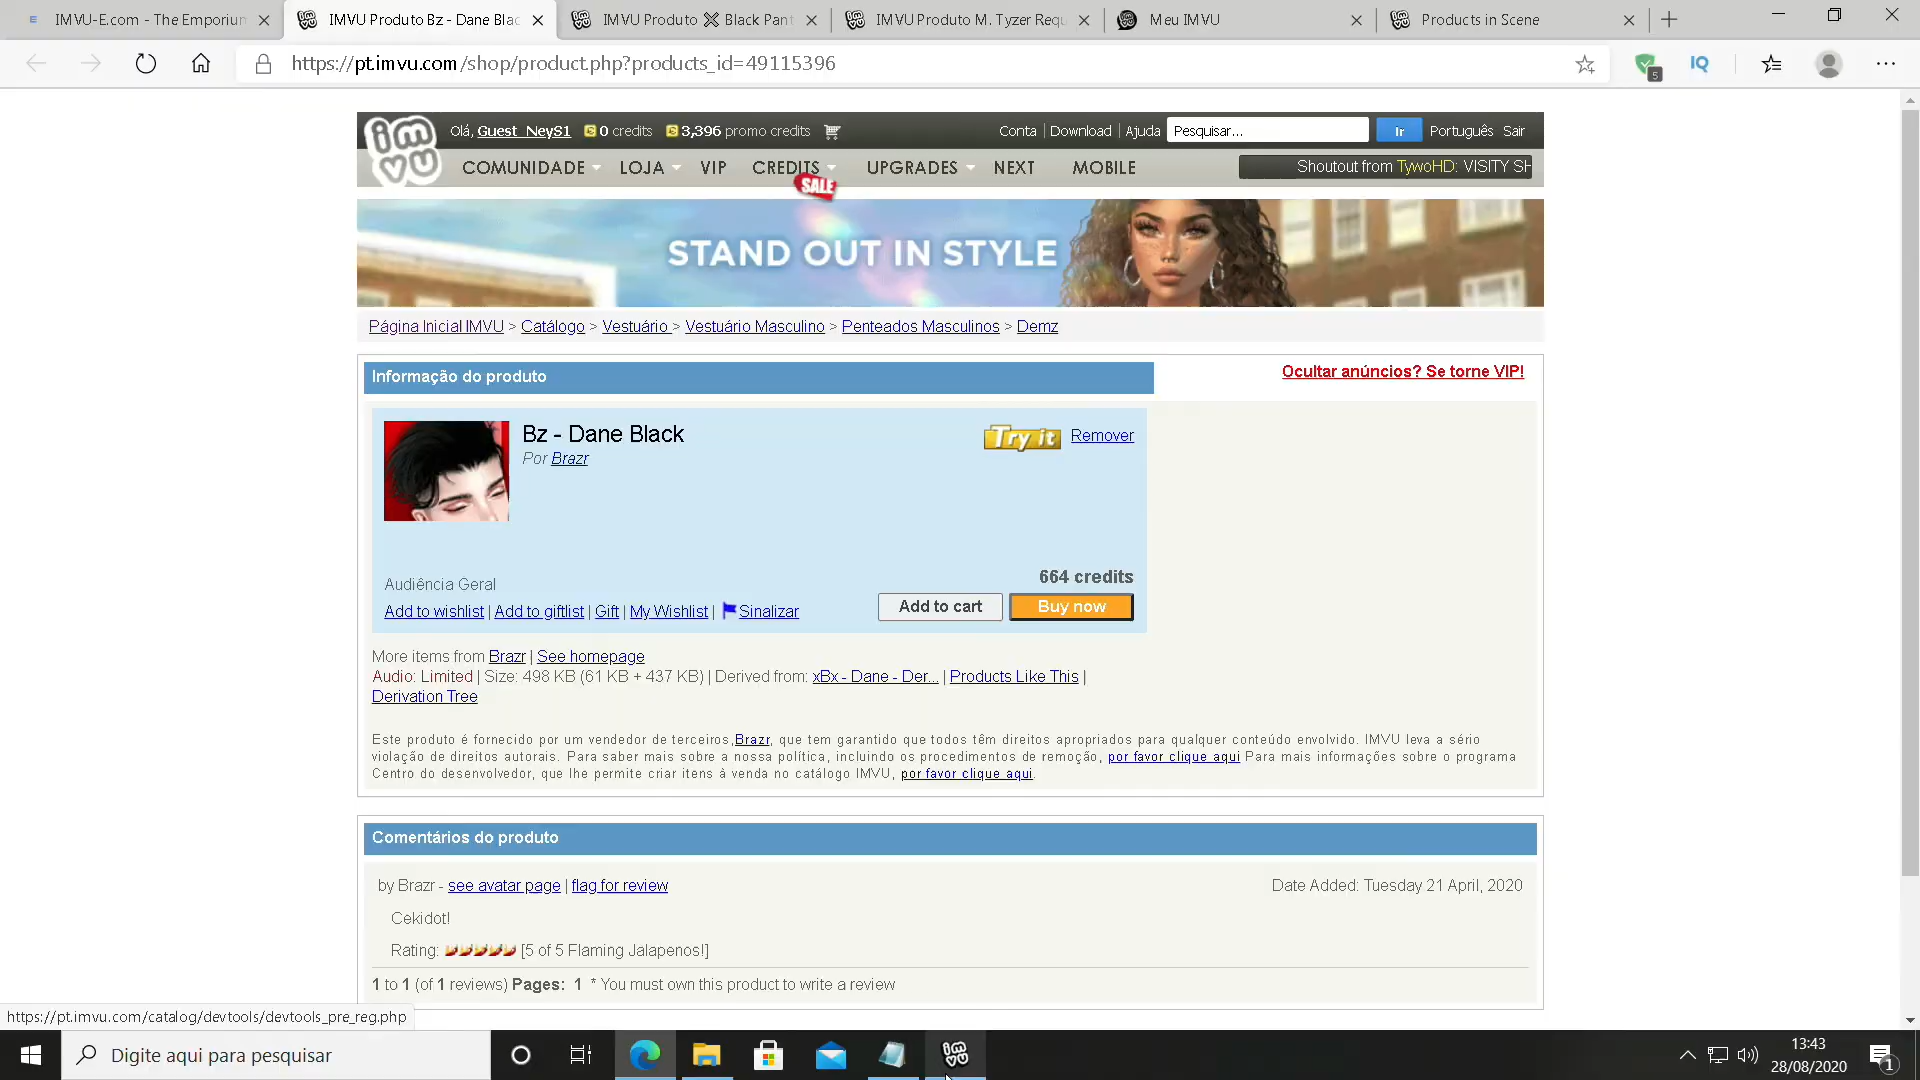 IMVU-E.com - The Emporium
IMVU Produto Bz - Dane Blac
IMVU Produto ╳ Black Pant
IMVU Produto M. Tyzer Requ
Meu IMVU
Products in Scene
https://pt.imvu.com/shop/product.php?products_id=49115396
5
IQ
imvu
Olá, Guest_NeyS1 0 credits 3,396 promo credits
Conta | Download | Ajuda Pesquisar... Ir Português Sair
COMUNIDADE LOJA VIP CREDITS UPGRADES NEXT MOBILE
SALE
Shoutout from TywoHD: VISITY SH
STAND OUT IN STYLE
Página Inicial IMVU > Catálogo > Vestuário > Vestuário Masculino > Penteados Masculinos > Demz
Informação do produto
Ocultar anúncios? Se torne VIP!
Bz - Dane Black
Try it Remover
Por Brazr
664 credits
Audiência Geral
Add to cart Buy now
Add to wishlist | Add to giftlist | Gift | My Wishlist | Sinalizar
More items from Brazr | See homepage
Audio: Limited | Size: 498 KB (61 KB + 437 KB) | Derived from: xBx - Dane - Der... | Products Like This |
Derivation Tree
Este produto é fornecido por um vendedor de terceiros,Brazr, que tem garantido que todos têm direitos apropriados para qualquer conteúdo envolvido. IMVU leva a sério
violação de direitos autorais. Para saber mais sobre a nossa política, incluindo os procedimentos de remoção, por favor clique aqui Para mais informações sobre o programa
Centro do desenvolvedor, que lhe permite criar itens à venda no catálogo IMVU, por favor clique aqui.
Comentários do produto
by Brazr - see avatar page | flag for review
Date Added: Tuesday 21 April, 2020
Cekidot!
Rating: [5 of 5 Flaming Jalapenos!]
1 to 1 (of 1 reviews) Pages: 1 * You must own this product to write a review
https://pt.imvu.com/catalog/devtools/devtools_pre_reg.php
Digite aqui para pesquisar
imvu
13:43
28/08/2020
1